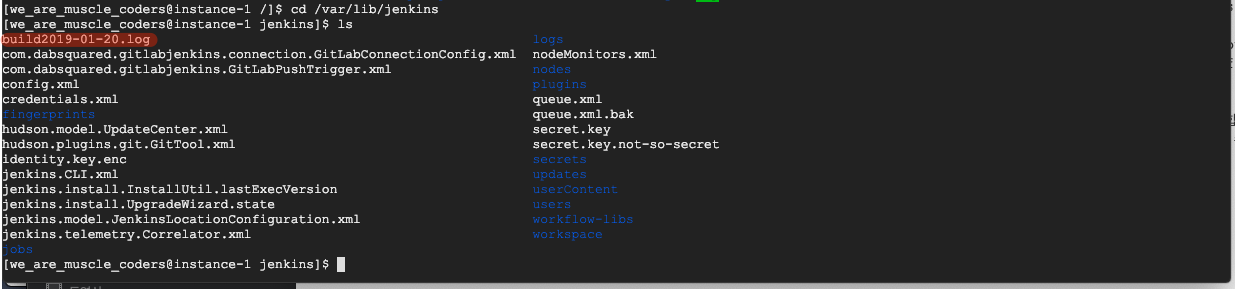 [we_are_muscle_coders@instance-1 /]$ cd /var/lib/jenkins
[we_are_muscle_coders@instance-1 jenkins]$ ls
build2019-01-20.log logs
com.dabsquared.gitlabjenkins.connection.GitLabConnectionConfig.xml nodeMonitors.xml
com.dabsquared.gitlabjenkins.GitLabPushTrigger.xml nodes
config.xml plugins
credentials.xml queue.xml
fingerprints queue.xml.bak
hudson.model.UpdateCenter.xml secret.key
hudson.plugins.git.GitTool.xml secret.key.not-so-secret
identity.key.enc secrets
jenkins.CLI.xml updates
jenkins.install.InstallUtil.lastExecVersion userContent
jenkins.install.UpgradeWizard.state users
jenkins.model.JenkinsLocationConfiguration.xml workflow-libs
jenkins.telemetry.Correlator.xml workspace
jobs
[we_are_muscle_coders@instance-1 jenkins]$